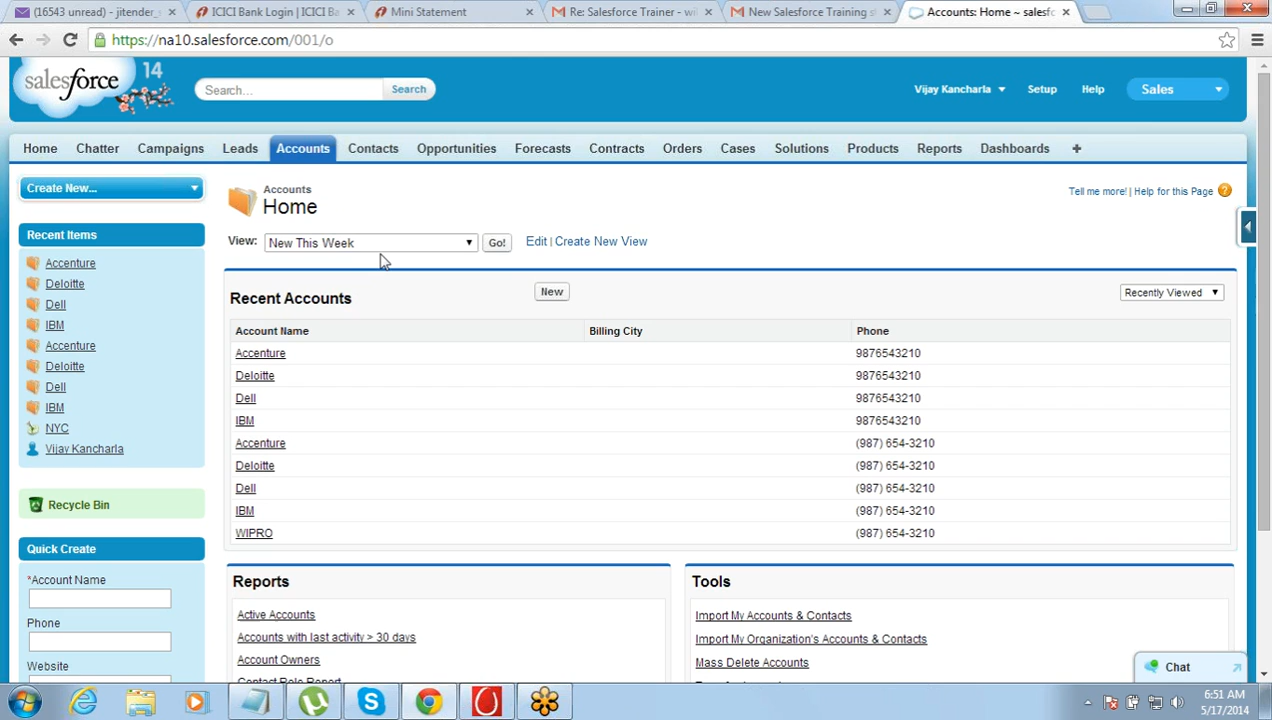 (16543 unread) - jitender_
ICICI Bank Login | ICICI B
Mini Statement
Re: Salesforce Trainer - wi
New Salesforce Training st
Accounts: Home ~ salesfc
https://na10.salesforce.com/001/o
salesforce 14
Search...
Search
Vijay Kancharla
Setup
Help
Sales
Home Chatter Campaigns Leads Accounts Contacts Opportunities Forecasts Contracts Orders Cases Solutions Products Reports Dashboards +
Create New...
Recent Items
Accenture
Deloitte
Dell
IBM
Accenture
Deloitte
Dell
IBM
NYC
Vijay Kancharla
Recycle Bin
Quick Create
*Account Name
Phone
Website
Accounts
Home
Tell me more! | Help for this Page ?
View: New This Week Go! Edit | Create New View
Recent Accounts New Recently Viewed
Account Name Billing City Phone
Accenture 9876543210
Deloitte 9876543210
Dell 9876543210
IBM 9876543210
Accenture (987) 654-3210
Deloitte (987) 654-3210
Dell (987) 654-3210
IBM (987) 654-3210
WIPRO (987) 654-3210
Reports
Active Accounts
Accounts with last activity > 30 days
Account Owners
Contact Role Report
Tools
Import My Accounts & Contacts
Import My Organization's Accounts & Contacts
Mass Delete Accounts
Chat
6:51 AM
5/17/2014